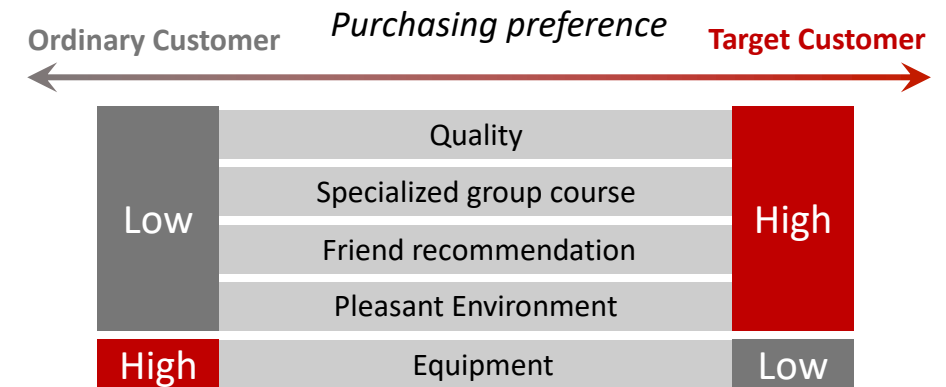 Purchasing preference
Ordinary Customer
Target Customer
Low
Quality
Specialized group course
Friend recommendation
Pleasant Environment
High
High
Equipment
Low